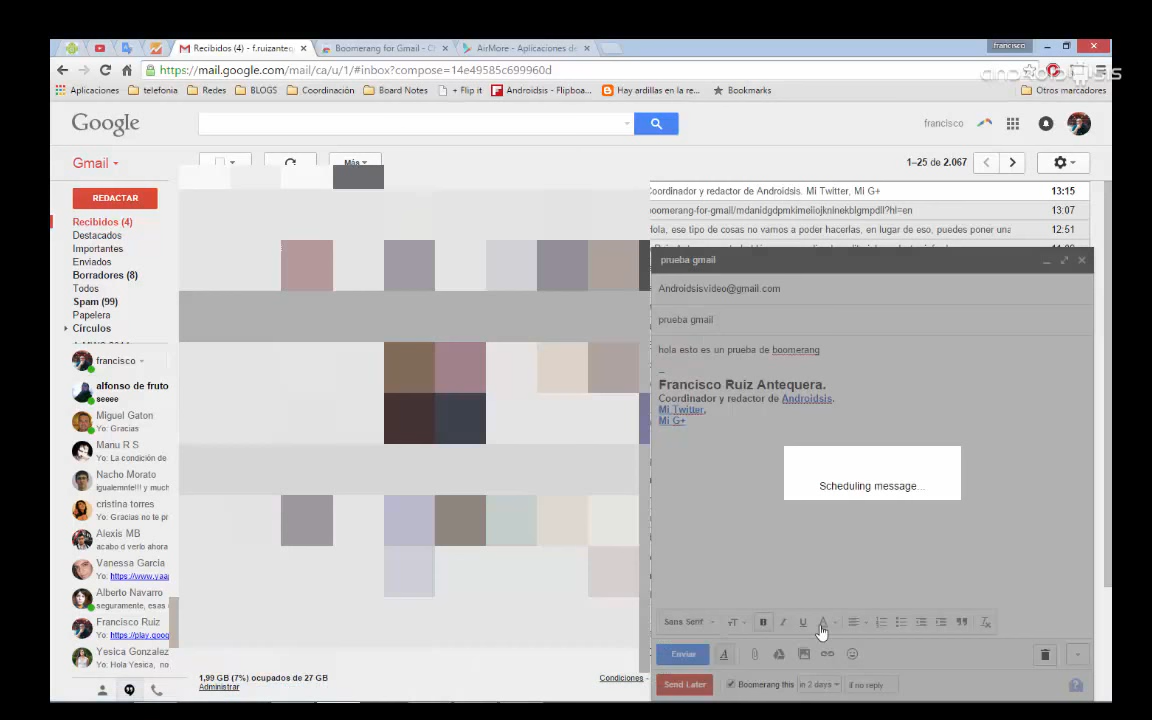 Recibidos (4) - f.ruizanteq
Boomerang for Gmail - C
AirMore - Aplicaciones de
francisco
https://mail.google.com/mail/ca/u/1/#inbox?compose=14e49585c699960d
androidsis
Aplicaciones
telefonia
Redes
BLOGS
Coordinación
Board Notes
+ Flip it
Androidsis - Flipboa...
Hay ardillas en la re...
Bookmarks
Otros marcadores
Google
francisco
Gmail
Más
1–25 de 2.067
REDACTAR
Coordinador y redactor de Androidsis. Mi Twitter, Mi G+ 13:15
boomerang-for-gmail/mdanidgdpmkimeiiojknlnekblgmpdll?hl=en 13:07
Hola, ese tipo de cosas no vamos a poder hacerlas, en lugar de eso, puedes poner una 12:51
Recibidos (4)
Destacados
Importantes
Enviados
Borradores (8)
Todos
Spam (99)
Papelera
Círculos
francisco
alfonso de fruto
seeee
Miguel Gaton
Yo: Gracias
Manu R S
Yo: La condición de
Nacho Morato
igualemnte!!! y much
cristina torres
Yo: Gracias no te pr
Alexis MB
acabo d verlo ahora
Vanessa Garcia
Yo: https://www.yaa
Alberto Navarro
seguramente, esas
Francisco Ruiz
Yo: https://play.goog
Yesica Gonzalez
Yo: Hola Yesica, no
prueba gmail
Androidsisvideo@gmail.com
prueba gmail
hola esto es un prueba de boomerang
--
Francisco Ruiz Antequera.
Coordinador y redactor de Androidsis.
Mi Twitter,
Mi G+
Scheduling message...
Sans Serif
Enviar
Send Later
Boomerang this in 2 days if no reply
1,99 GB (7%) ocupados de 27 GB
Administrar
Condiciones -